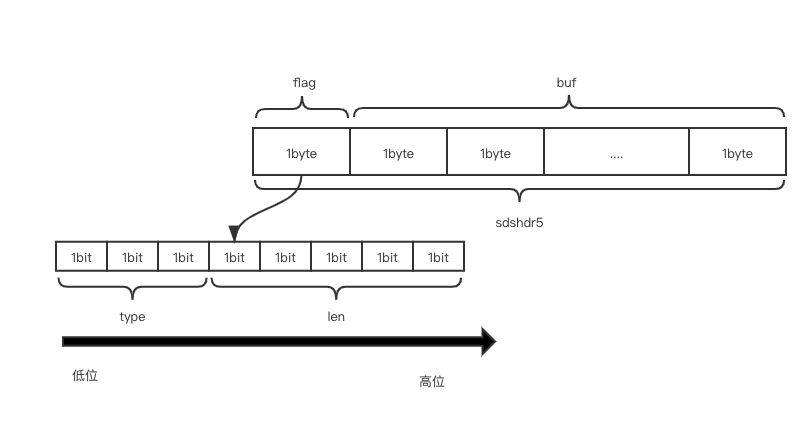 flag buf
1byte 1byte 1byte .... 1byte
sdshdr5
1bit 1bit 1bit 1bit 1bit 1bit 1bit 1bit
type len
低位 高位